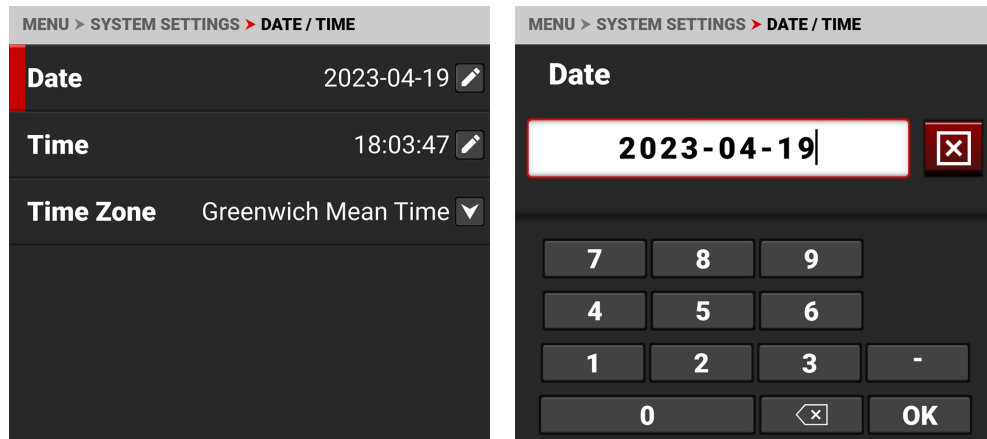 MENU > SYSTEM SETTINGS > DATE / TIME
Date 2023-04-19
Time 18:03:47
Time Zone Greenwich Mean Time
MENU > SYSTEM SETTINGS > DATE / TIME
Date
2023-04-19
7 8 9
4 5 6
1 2 3 -
0 OK